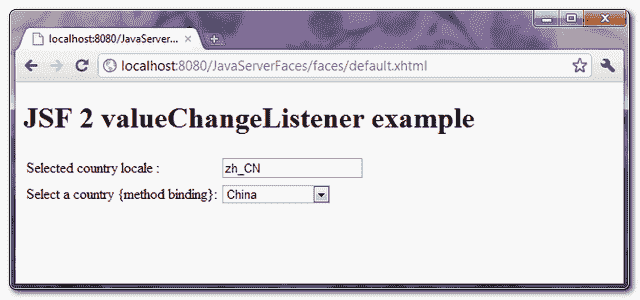 localhost:8080/JavaServer...
localhost:8080/JavaServerFaces/faces/default.xhtml
JSF 2 valueChangeListener example
Selected country locale :
zh_CN
Select a country {method binding}:
China